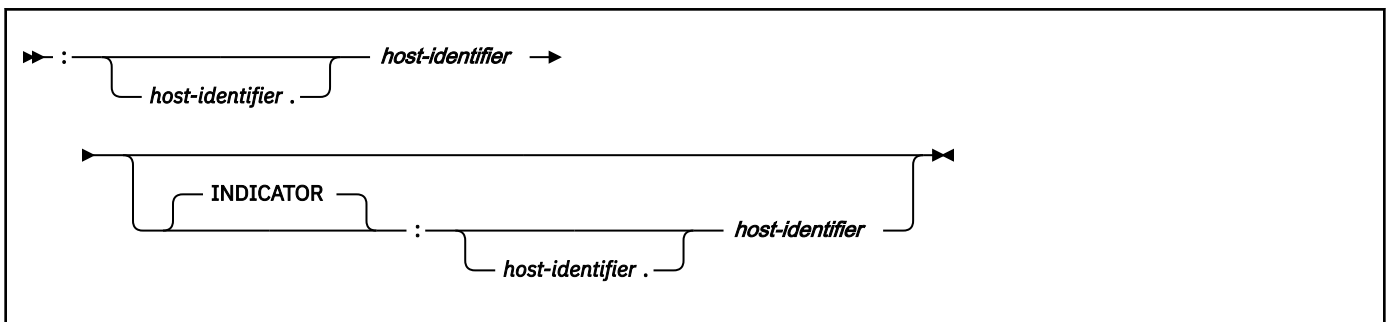 : host-identifier
host-identifier .
INDICATOR
: host-identifier
host-identifier .